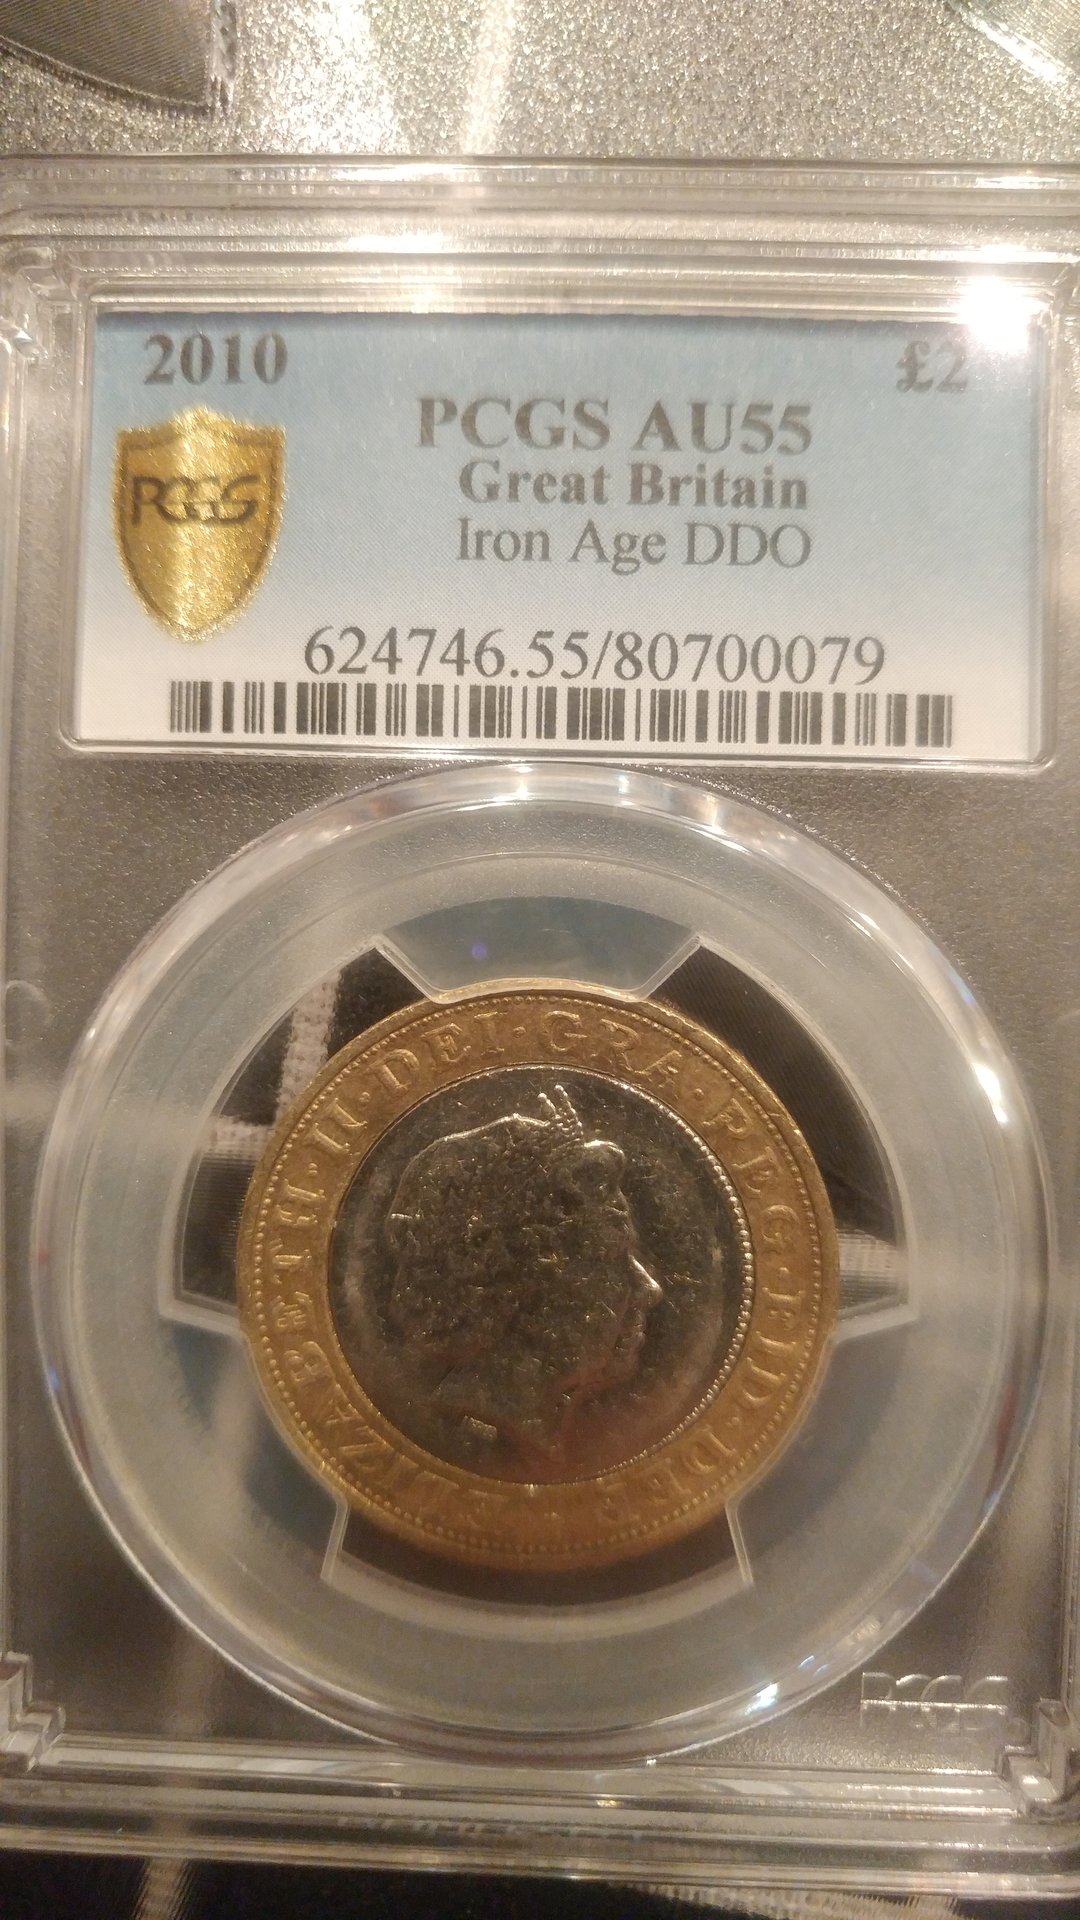 2010
£2
PCGS AU55
Great Britain
Iron Age DDO
PCGS
624746.55/80700079
ELIZABETH·II·DEI·GRA·REG·FID·DEF
PCGS